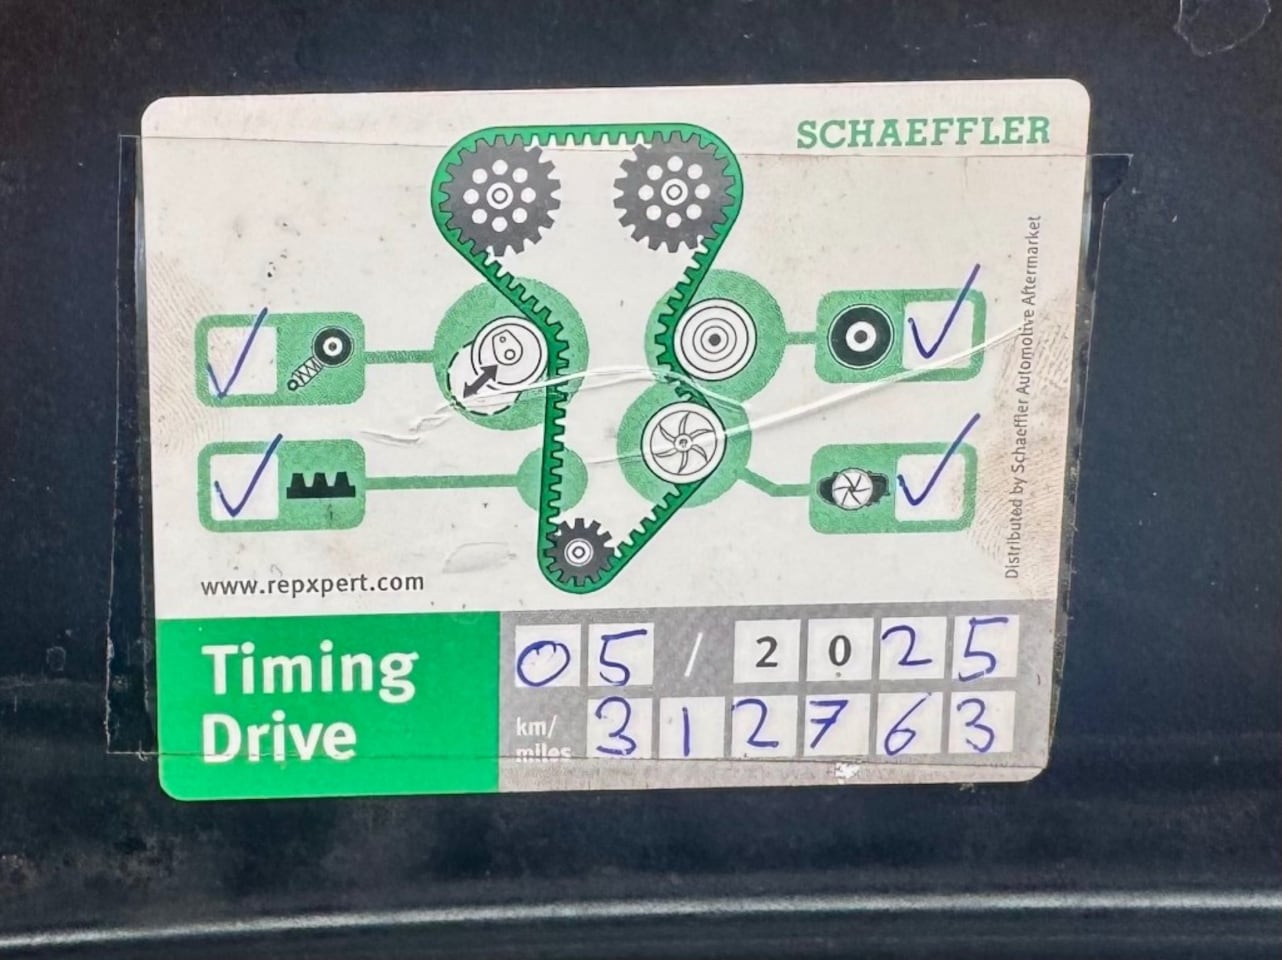 SCHAEFFLER
Distributed by Schaeffler Automotive Aftermarket
www.repxpert.com
Timing
Drive
05 / 2025
km/
miles
312763